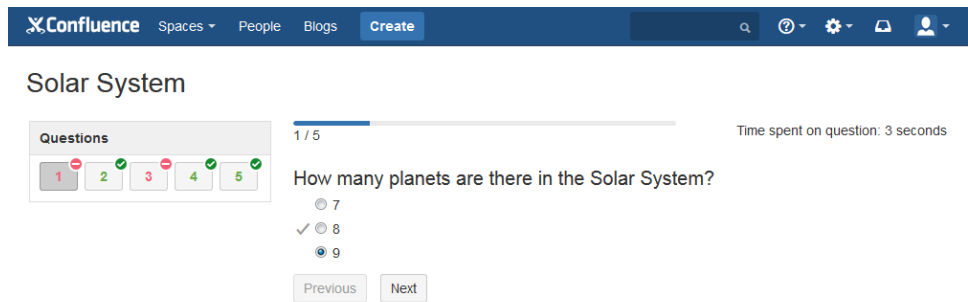 Confluence Spaces People Blogs Create
Solar System
Questions
1 2 3 4 5
1 / 5
Time spent on question: 3 seconds
How many planets are there in the Solar System?
7
8
9
Previous Next